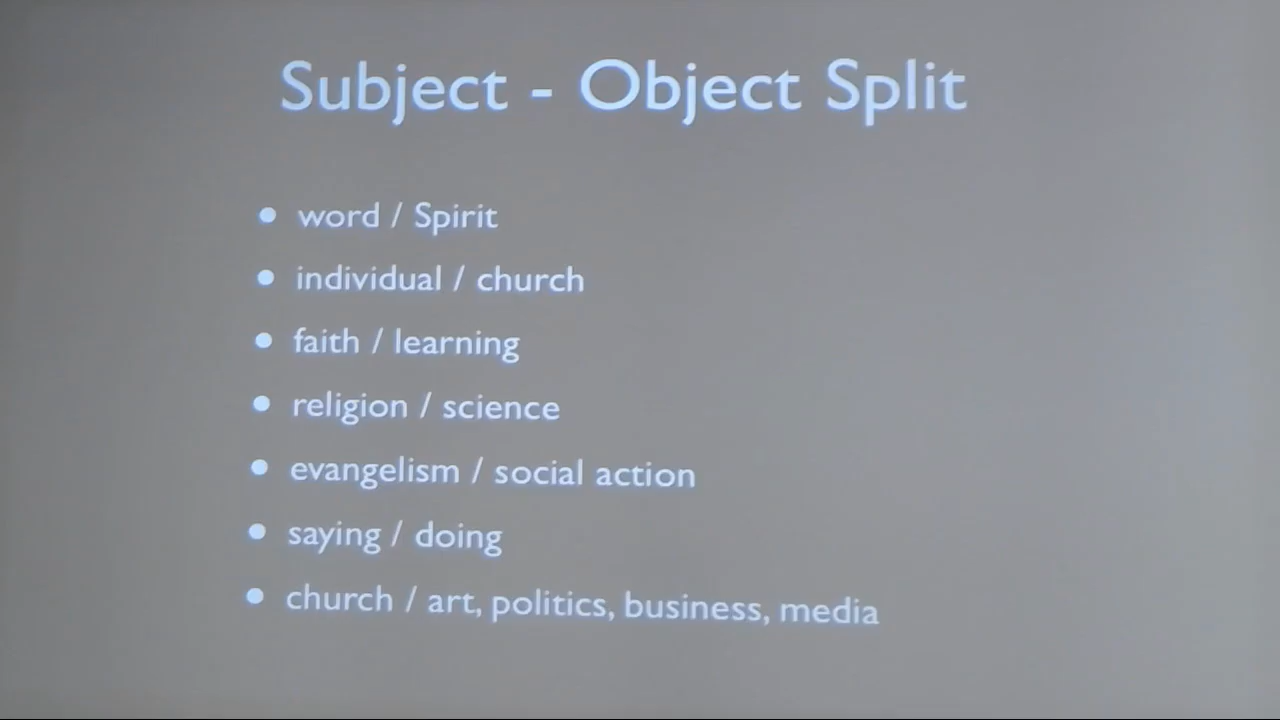 Subject - Object Split
• word / Spirit
• individual / church
• faith / learning
• religion / science
• evangelism / social action
• saying / doing
• church / art, politics, business, media